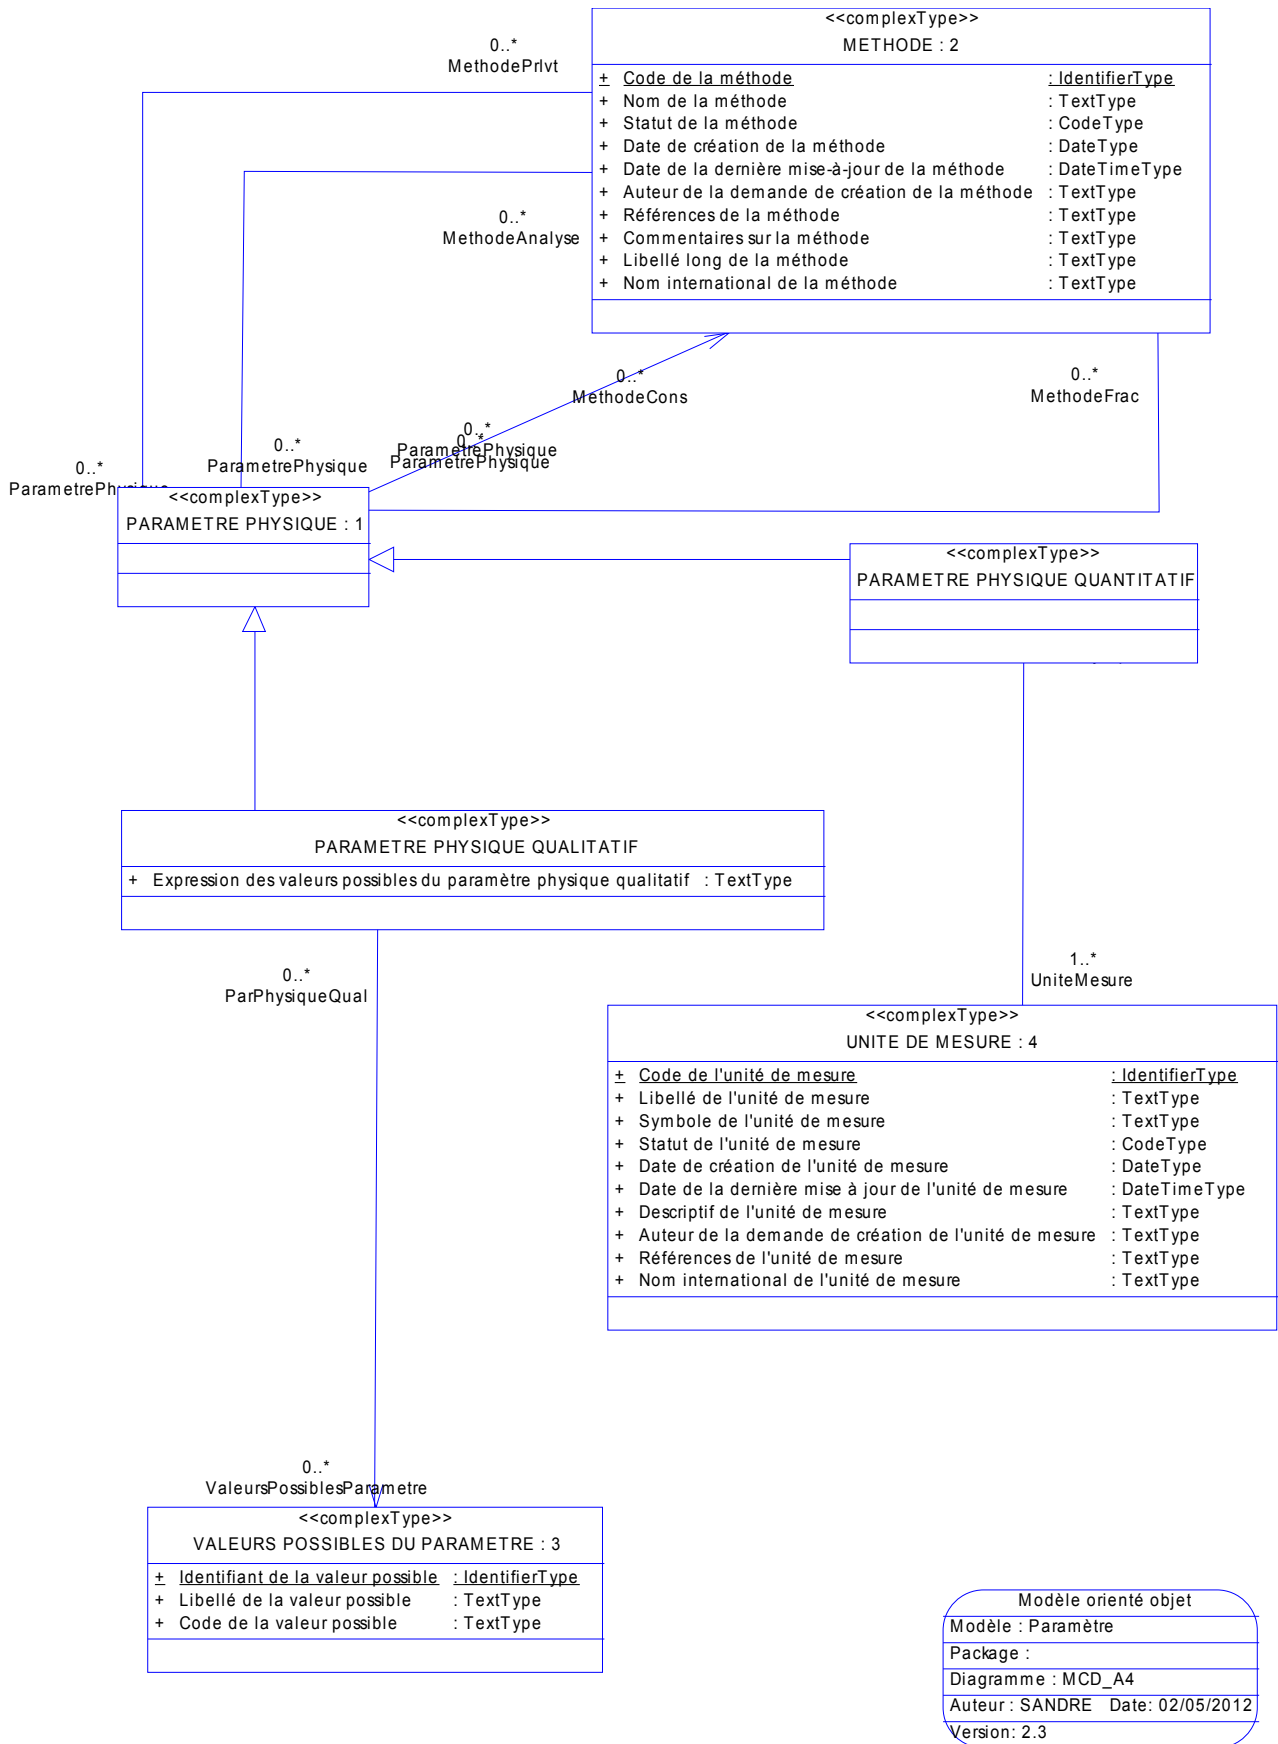 <<complexType>>
METHODE : 2
+ Code de la méthode : IdentifierType
+ Nom de la méthode : TextType
+ Statut de la méthode : CodeType
+ Date de création de la méthode : DateType
+ Date de la dernière mise-à-jour de la méthode : DateTimeType
+ Auteur de la demande de création de la méthode : TextType
+ Références de la méthode : TextType
+ Commentaires sur la méthode : TextType
+ Libellé long de la méthode : TextType
+ Nom international de la méthode : TextType
0..*
MethodePrlvt
0..*
MethodeAnalyse
0..*
MethodeCons
0..*
MethodeFrac
0..*
ParametrePhysique
0..*
ParametrePhysique
0..*
ParametrePhysique
0..*
ParametrePhysique
<<complexType>>
PARAMETRE PHYSIQUE : 1
<<complexType>>
PARAMETRE PHYSIQUE QUANTITATIF
<<complexType>>
PARAMETRE PHYSIQUE QUALITATIF
+ Expression des valeurs possibles du paramètre physique qualitatif : TextType
0..*
ParPhysiqueQual
1..*
UniteMesure
<<complexType>>
UNITE DE MESURE : 4
+ Code de l'unité de mesure : IdentifierType
+ Libellé de l'unité de mesure : TextType
+ Symbole de l'unité de mesure : TextType
+ Statut de l'unité de mesure : CodeType
+ Date de création de l'unité de mesure : DateType
+ Date de la dernière mise à jour de l'unité de mesure : DateTimeType
+ Descriptif de l'unité de mesure : TextType
+ Auteur de la demande de création de l'unité de mesure : TextType
+ Références de l'unité de mesure : TextType
+ Nom international de l'unité de mesure : TextType
0..*
ValeursPossiblesParametre
<<complexType>>
VALEURS POSSIBLES DU PARAMETRE : 3
+ Identifiant de la valeur possible : IdentifierType
+ Libellé de la valeur possible : TextType
+ Code de la valeur possible : TextType
Modèle orienté objet
Modèle : Paramètre
Package :
Diagramme : MCD_A4
Auteur : SANDRE Date: 02/05/2012
Version: 2.3